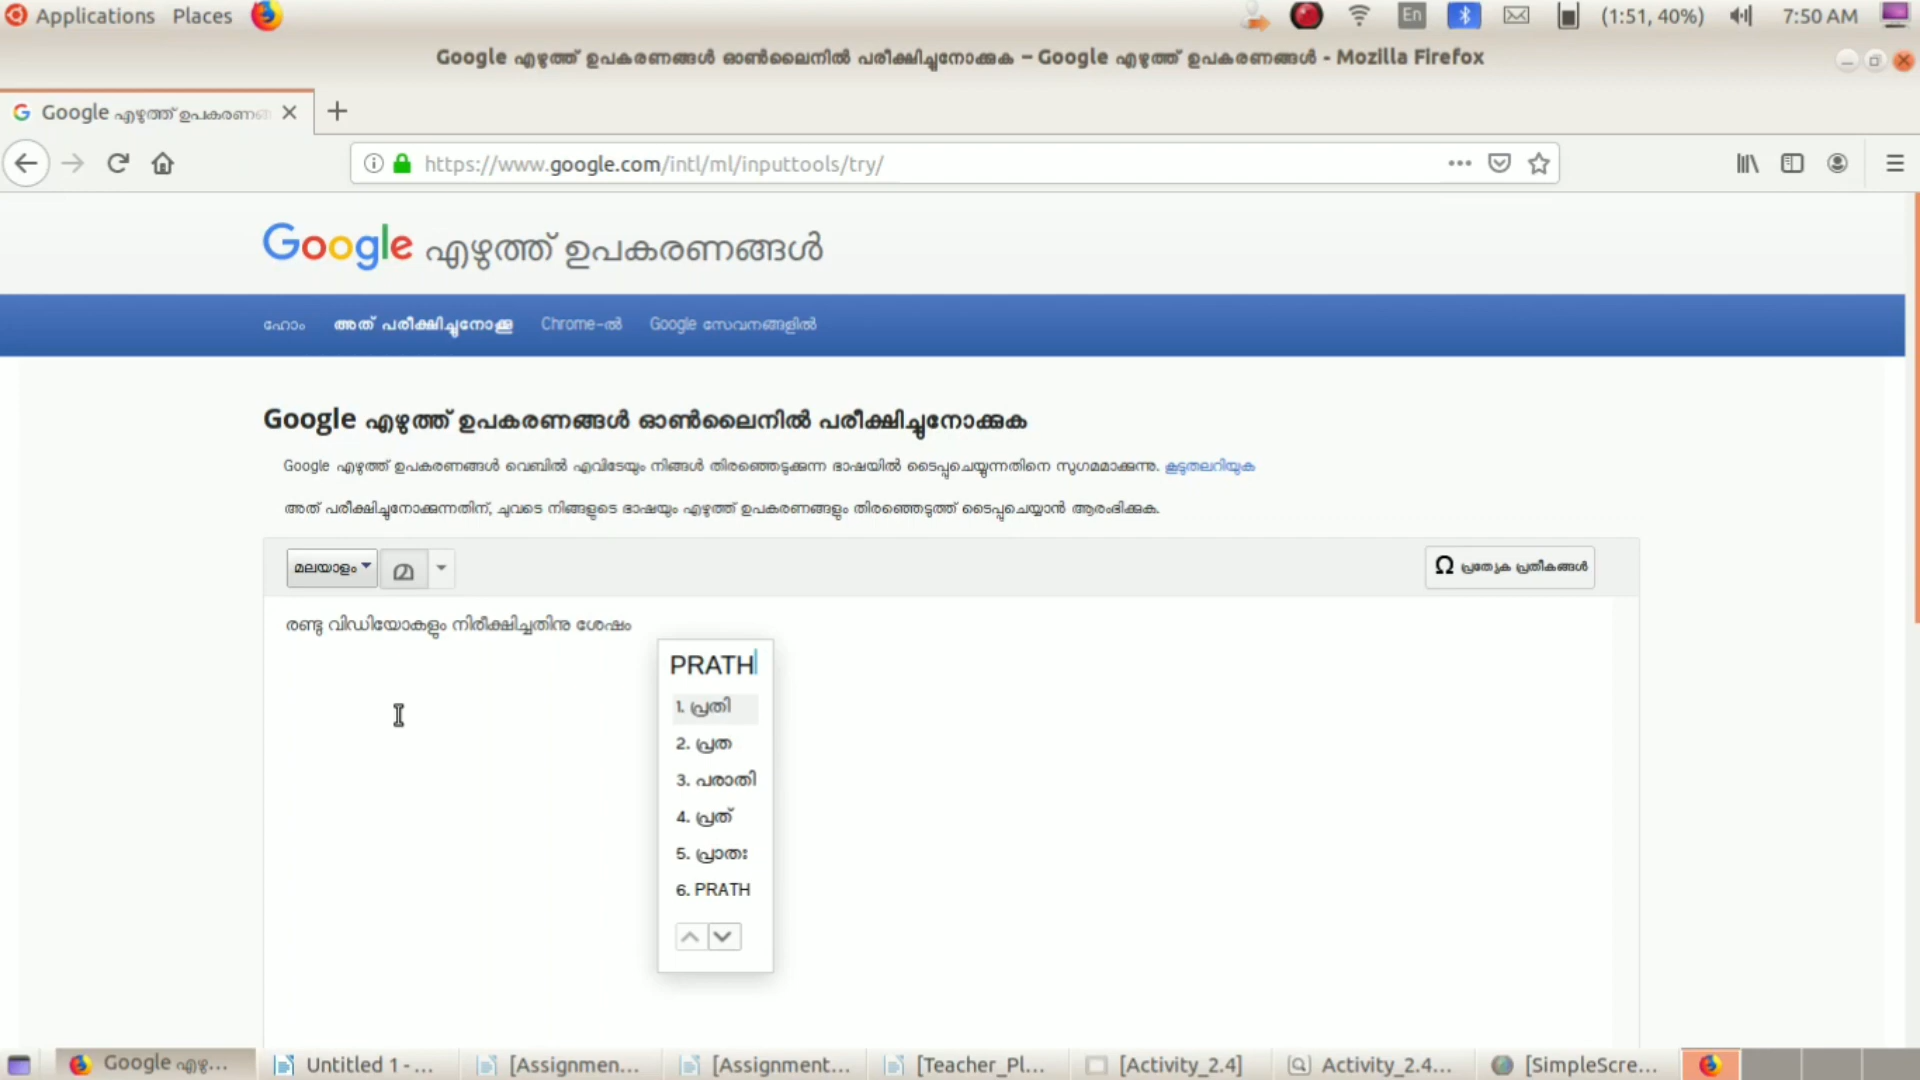 Applications Places En (1:51, 40%) 7:50 AM
Google എഴുത്ത് ഉപകരണങ്ങൾ ഓൺലൈനിൽ പരീക്ഷിച്ചുനോക്കുക – Google എഴുത്ത് ഉപകരണങ്ങൾ - Mozilla Firefox
Google എഴുത്ത് ഉപകരണങ്ങ
https://www.google.com/intl/ml/inputtools/try/
Google എഴുത്ത് ഉപകരണങ്ങൾ
ഹോം അത് പരീക്ഷിച്ചുനോക്കൂ Chrome-ൽ Google സേവനങ്ങളിൽ
Google എഴുത്ത് ഉപകരണങ്ങൾ ഓൺലൈനിൽ പരീക്ഷിച്ചുനോക്കുക
Google എഴുത്ത് ഉപകരണങ്ങൾ വെബിൽ എവിടേയും നിങ്ങൾ തിരഞ്ഞെടുക്കുന്ന ഭാഷയിൽ ടൈപ്പുചെയ്യുന്നതിനെ സുഗമമാക്കുന്നു. കൂടുതലറിയുക
അത് പരീക്ഷിച്ചുനോക്കുന്നതിന്, ചുവടെ നിങ്ങളുടെ ഭാഷയും എഴുത്ത് ഉപകരണങ്ങളും തിരഞ്ഞെടുത്ത് ടൈപ്പുചെയ്യാൻ ആരംഭിക്കുക.
മലയാളം മ Ω പ്രത്യേക പ്രതീകങ്ങൾ
രണ്ടു വിഡിയോകളും നിരീക്ഷിച്ചതിനു ശേഷം
PRATH
1. പ്രതി
2. പ്രത
3. പരാതി
4. പ്രത്
5. പ്രാതഃ
6. PRATH
Google എഴു... Untitled 1 - ... [Assignmen... [Assignment... [Teacher_Pl... [Activity_2.4] Activity_2.4... [SimpleScre...